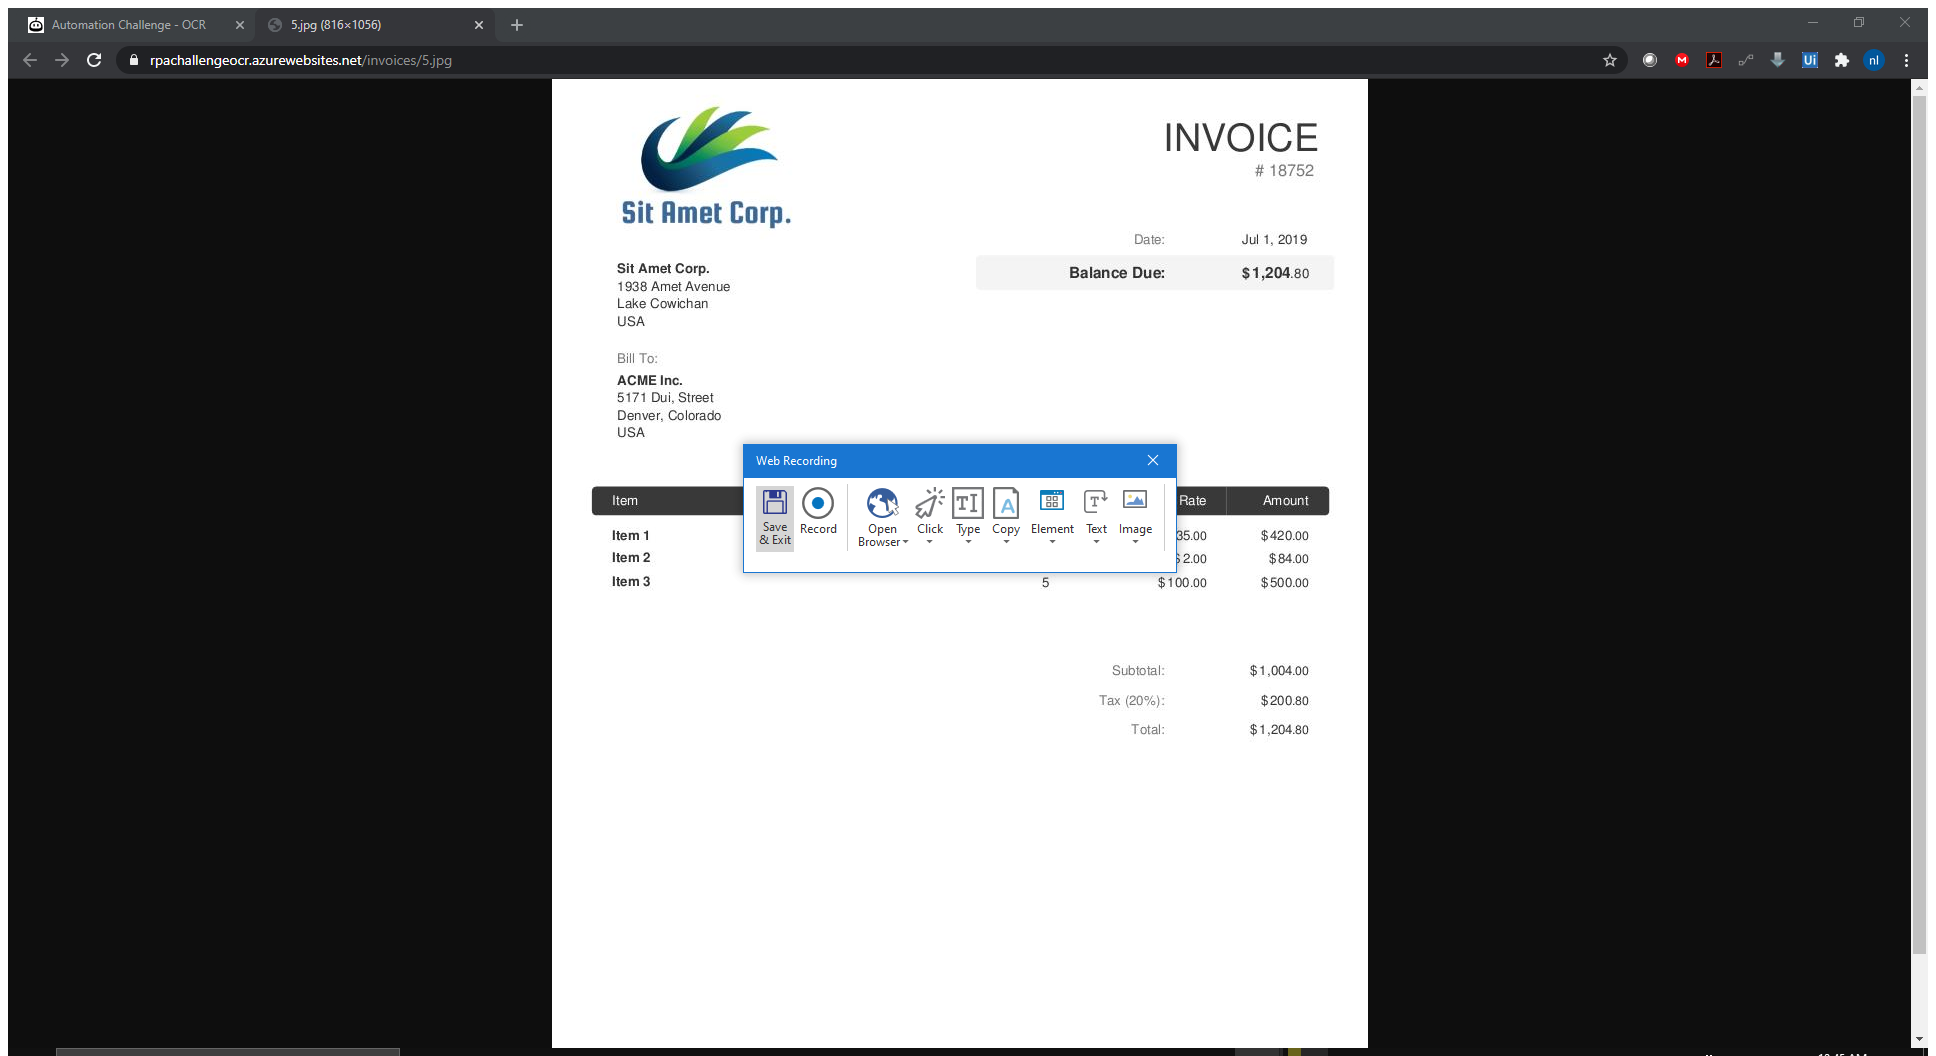 Automation Challenge - OCR
5.jpg (816×1056)
rpachallengeocr.azurewebsites.net/invoices/5.jpg
Ui
nl
Sit Amet Corp.
INVOICE
# 18752
Date: Jul 1, 2019
Balance Due: $1,204.80
Sit Amet Corp.
1938 Amet Avenue
Lake Cowichan
USA
Bill To:
ACME Inc.
5171 Dui, Street
Denver, Colorado
USA
Web Recording
Save & Exit
Record
Open Browser
Click
Type
Copy
Element
Text
Image
Item Rate Amount
Item 1 35.00 $420.00
Item 2 $2.00 $84.00
Item 3 5 $100.00 $500.00
Subtotal: $1,004.00
Tax (20%): $200.80
Total: $1,204.80